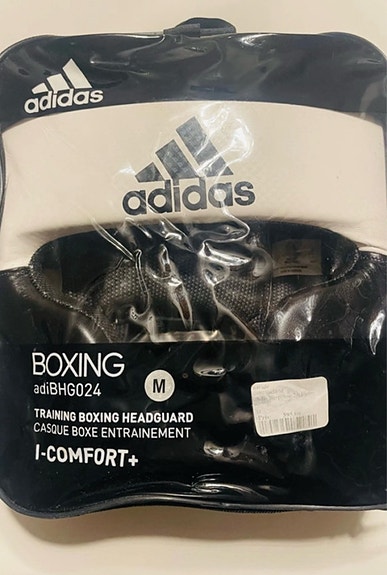 adidas
adidas
BOXING
adiBHG024
M
TRAINING BOXING HEADGUARD
CASQUE BOXE ENTRAINEMENT
I-COMFORT+